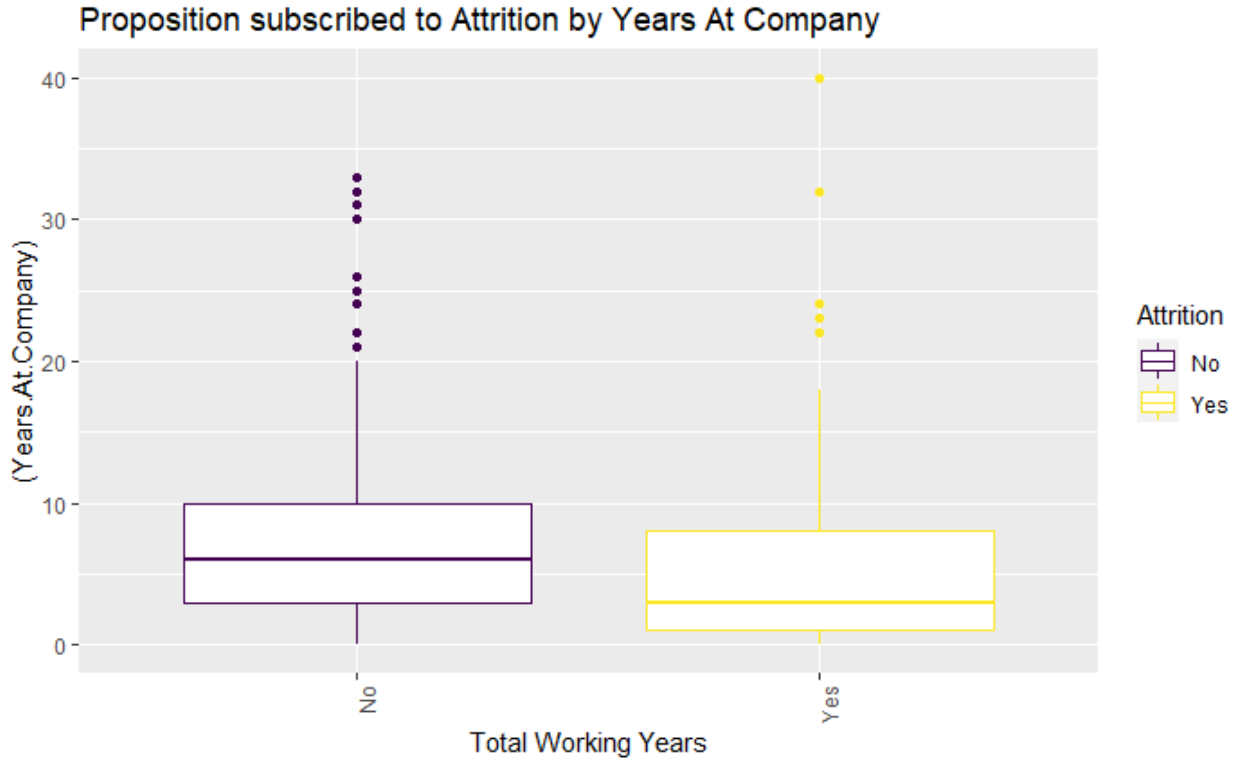 Proposition subscribed to Attrition by Years At Company
(Years.At.Company)
40
30
20
10
0
No
Yes
Total Working Years
Attrition
No
Yes